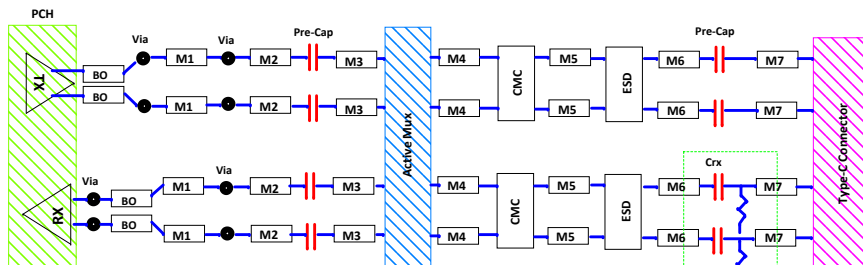 PCH
Via
Via
Pre-Cap
Pre-Cap
TX
BO
M1
M2
M3
M4
CMC
M5
ESD
M6
M7
BO
M1
M2
M3
M4
M5
M6
M7
Active Mux
Type-C Connector
Via
Via
Crx
RX
BO
M1
M2
M3
M4
CMC
M5
ESD
M6
M7
BO
M1
M2
M3
M4
M5
M6
M7